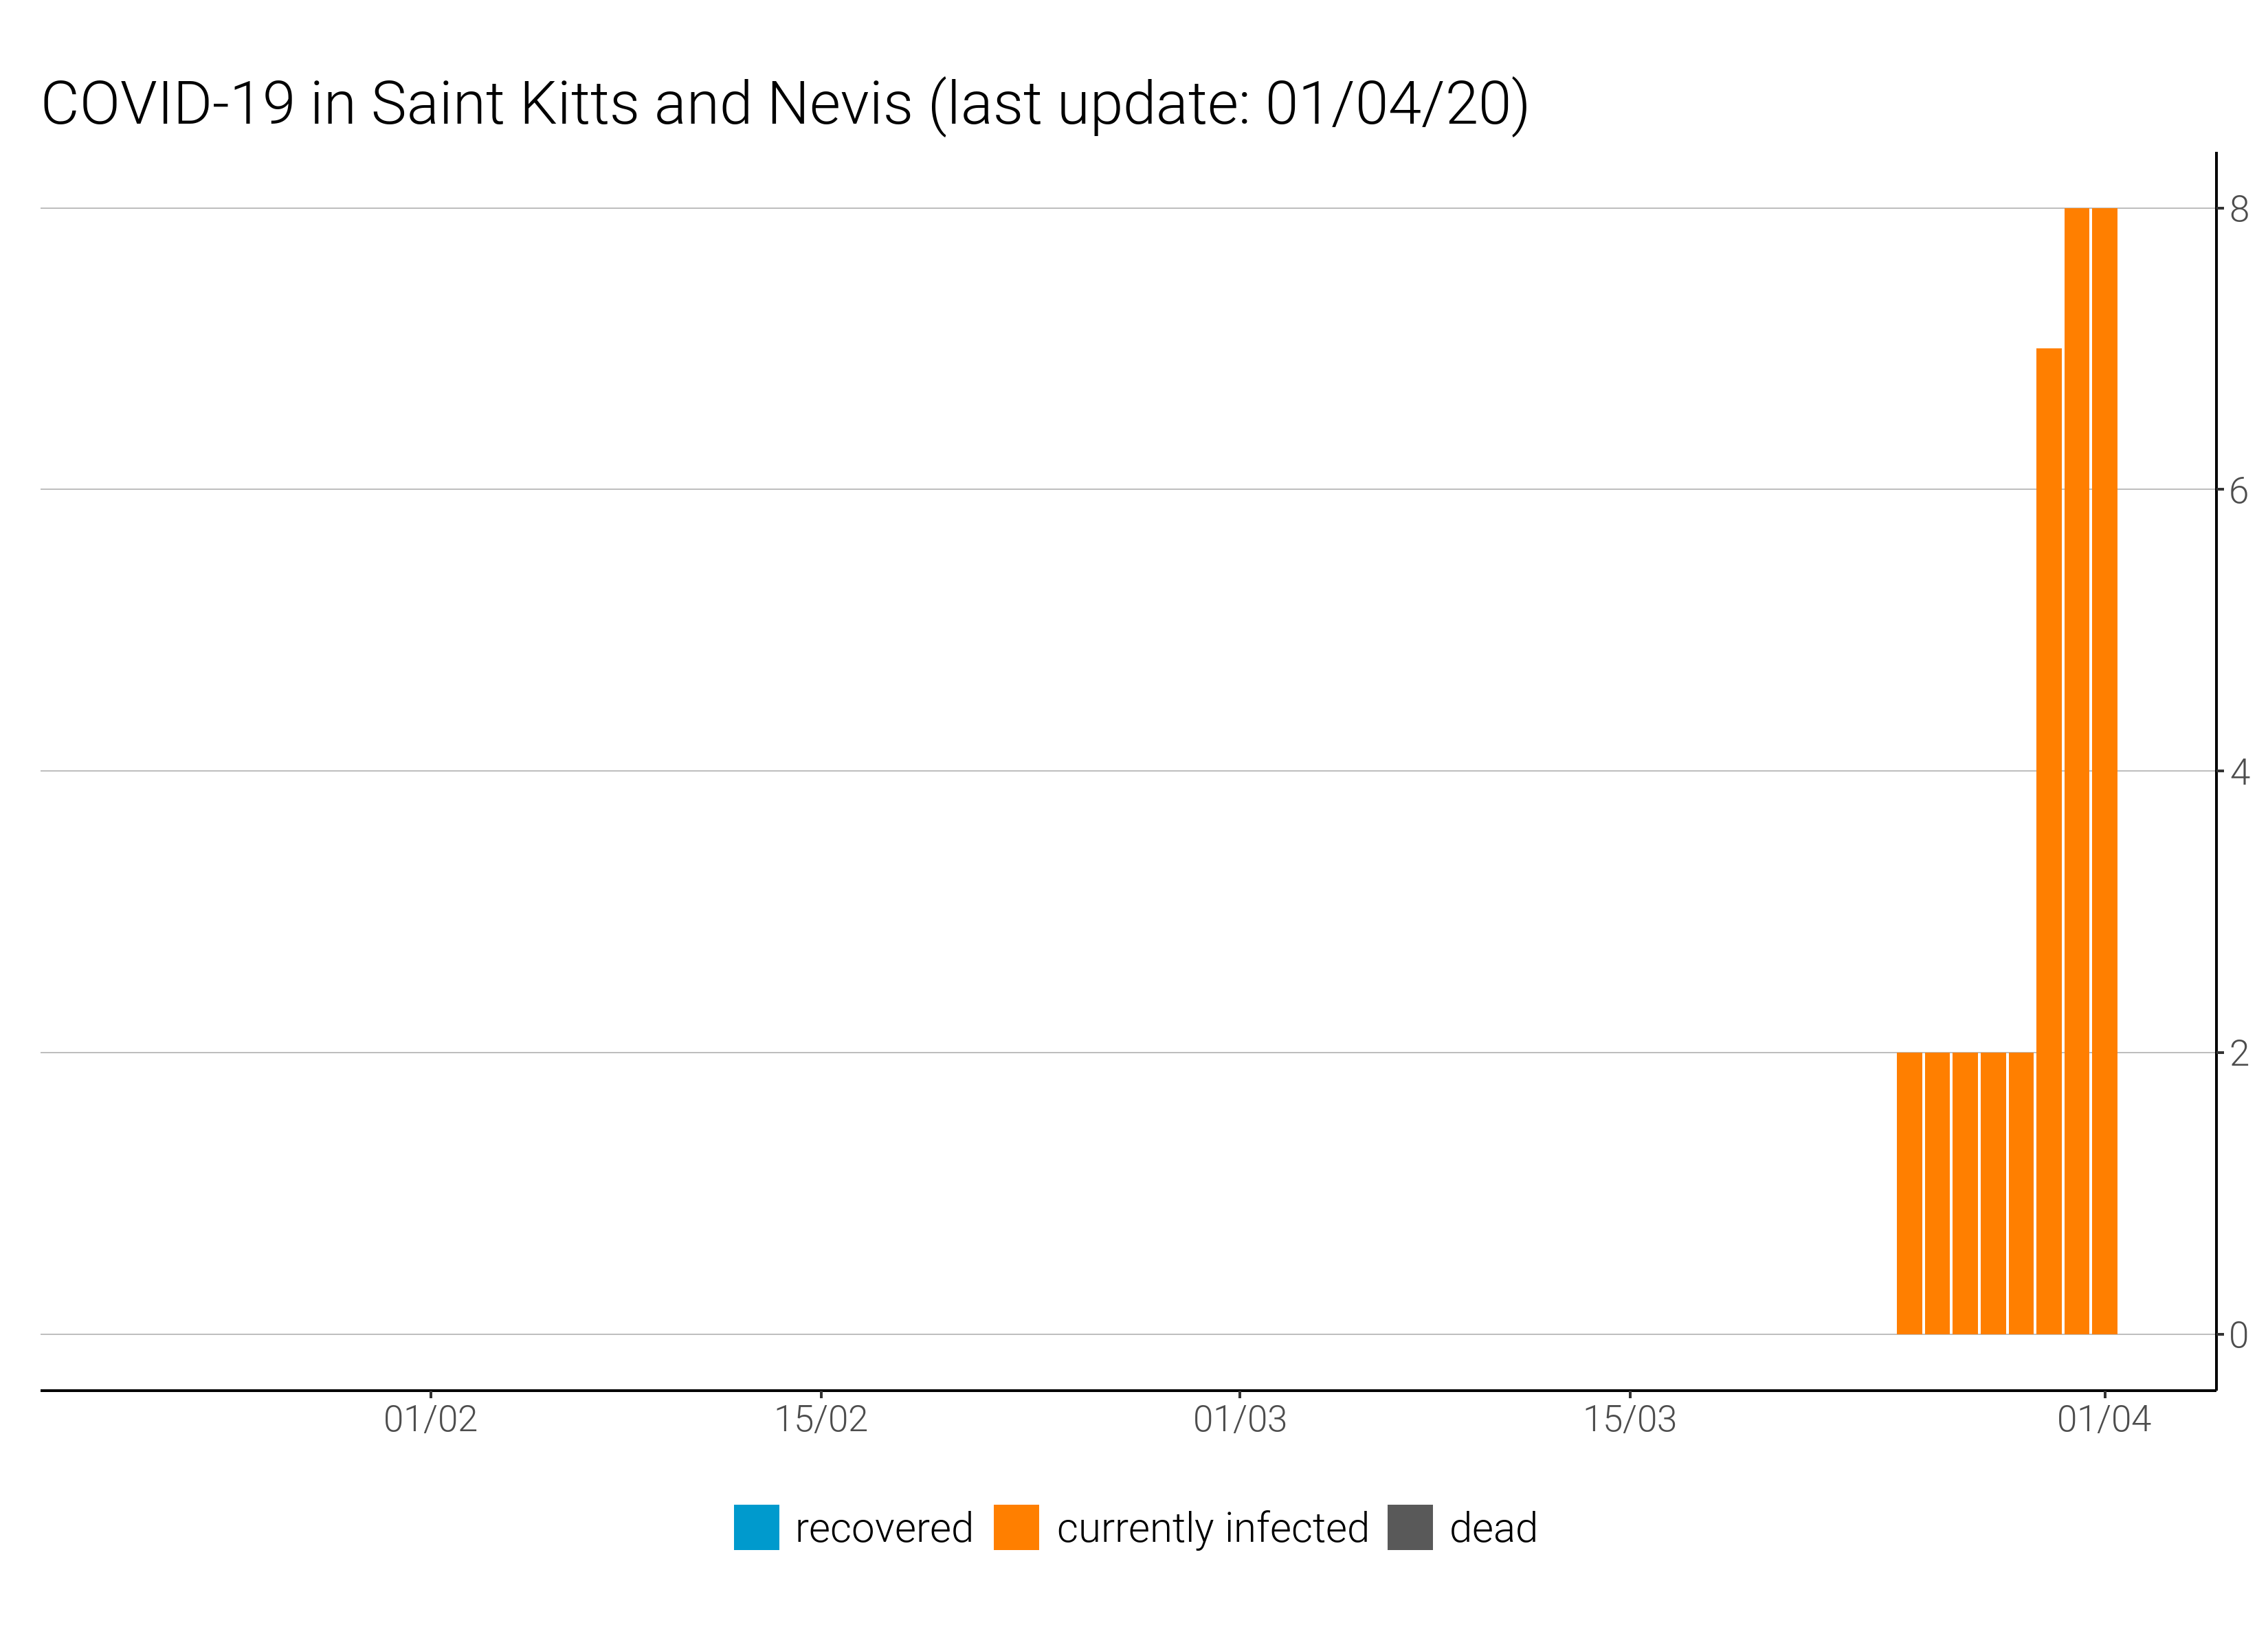 COVID-19 in Saint Kitts and Nevis (last update: 01/04/20)
8
6
4
2
0
01/02 15/02 01/03 15/03 01/04
recovered currently infected dead